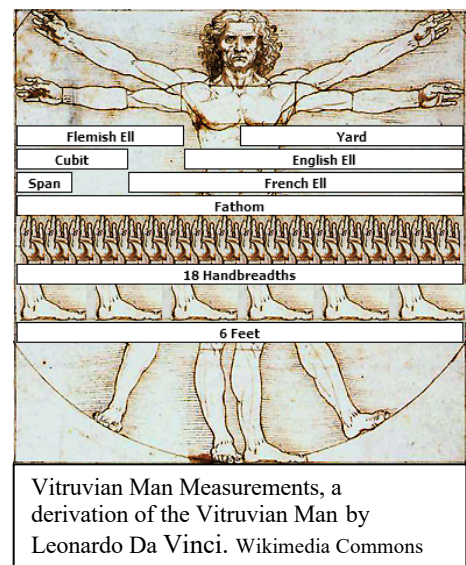 Flemish Ell Yard
Cubit English Ell
Span French Ell
Fathom
18 Handbreadths
6 Feet
Vitruvian Man Measurements, a
derivation of the Vitruvian Man by
Leonardo Da Vinci. Wikimedia Commons